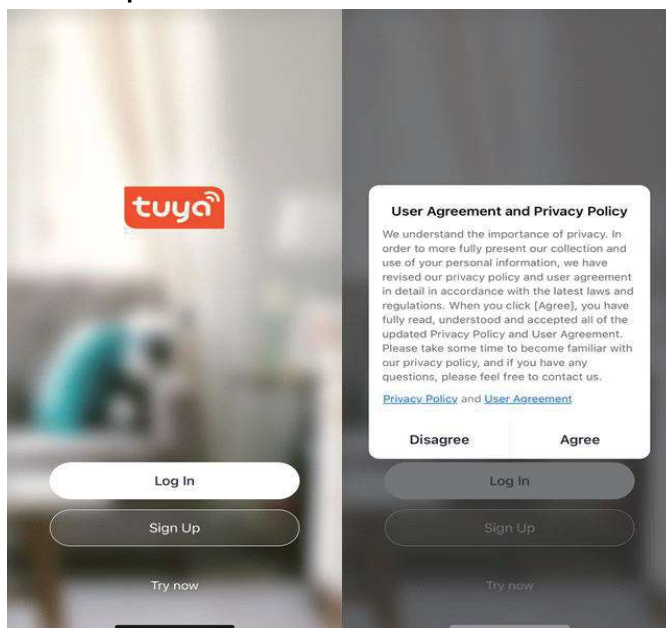 tuya
Log In
Sign Up
Try now
User Agreement and Privacy Policy
We understand the importance of privacy. In
order to more fully present our collection and
use of your personal information, we have
revised our privacy policy and user agreement
in detail in accordance with the latest laws and
regulations. When you click [Agree], you have
fully read, understood and accepted all of the
updated Privacy Policy and User Agreement.
Please take some time to become familiar with
our privacy policy, and if you have any
questions, please feel free to contact us.
Privacy Policy and User Agreement
Disagree Agree
Log In
Sign Up
Try now